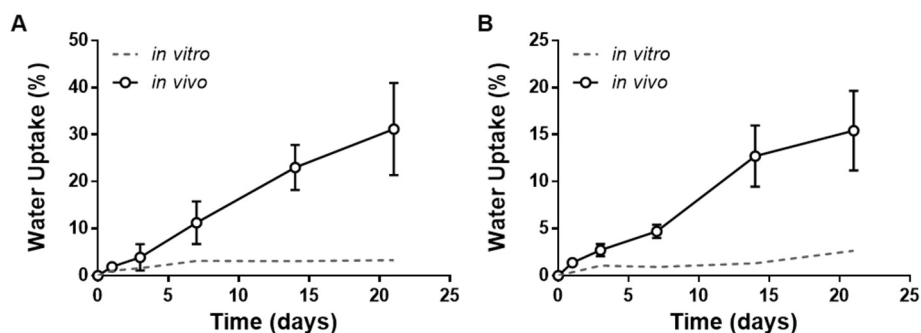 A
Water Uptake (%)
50
40
30
20
10
0
in vitro
in vivo
0 5 10 15 20 25
Time (days)
B
Water Uptake (%)
25
20
15
10
5
0
in vitro
in vivo
0 5 10 15 20 25
Time (days)